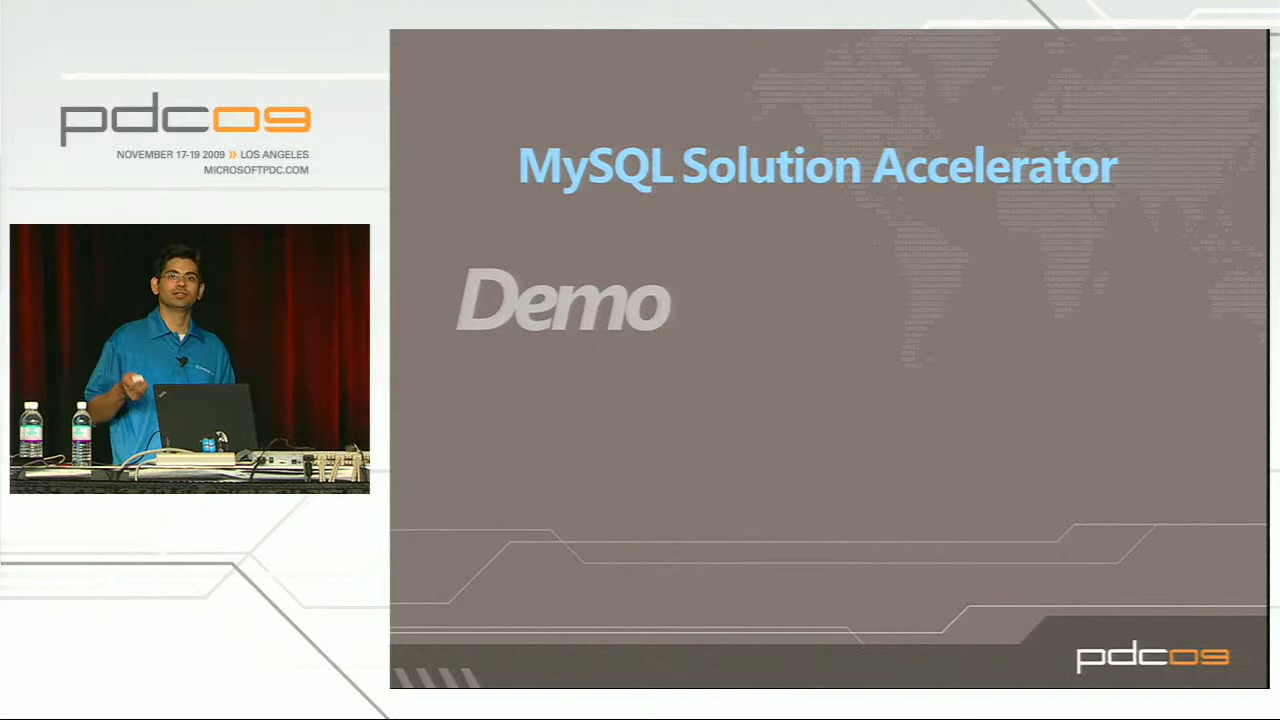 pdc09
NOVEMBER 17-19 2009 » LOS ANGELES
MICROSOFTPDC.COM
MySQL Solution Accelerator
Demo
pdc09